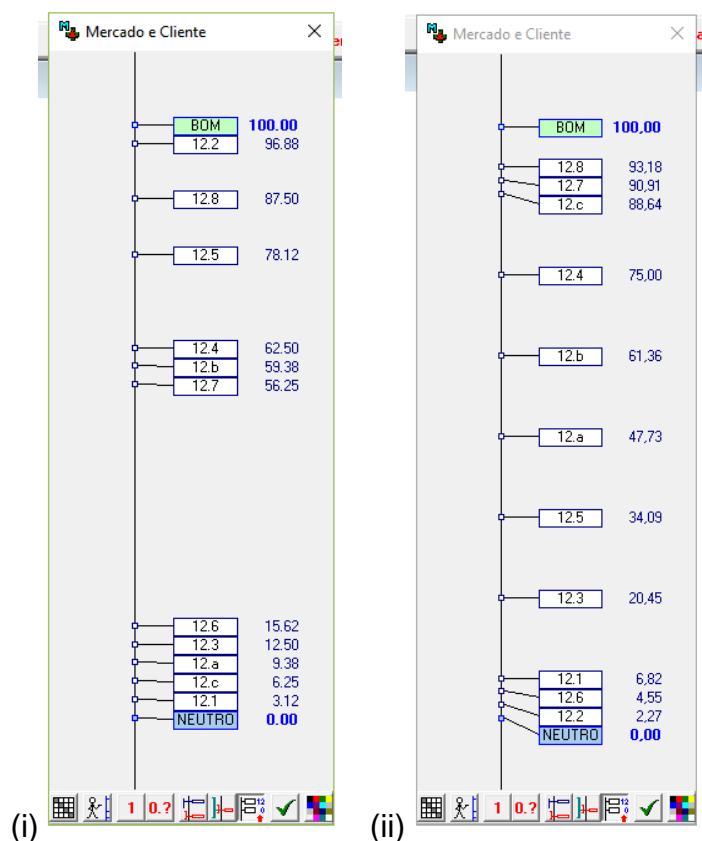 Mercado e Cliente
BOM 100.00
12.2 96.88
12.8 87.50
12.5 78.12
12.4 62.50
12.b 59.38
12.7 56.25
12.6 15.62
12.3 12.50
12.a 9.38
12.c 6.25
12.1 3.12
NEUTRO 0.00
1 0.?
(i)
Mercado e Cliente
BOM 100,00
12.8 93,18
12.7 90,91
12.c 88,64
12.4 75,00
12.b 61,36
12.a 47,73
12.5 34,09
12.3 20,45
12.1 6,82
12.6 4,55
12.2 2,27
NEUTRO 0,00
1 0.?
(ii)